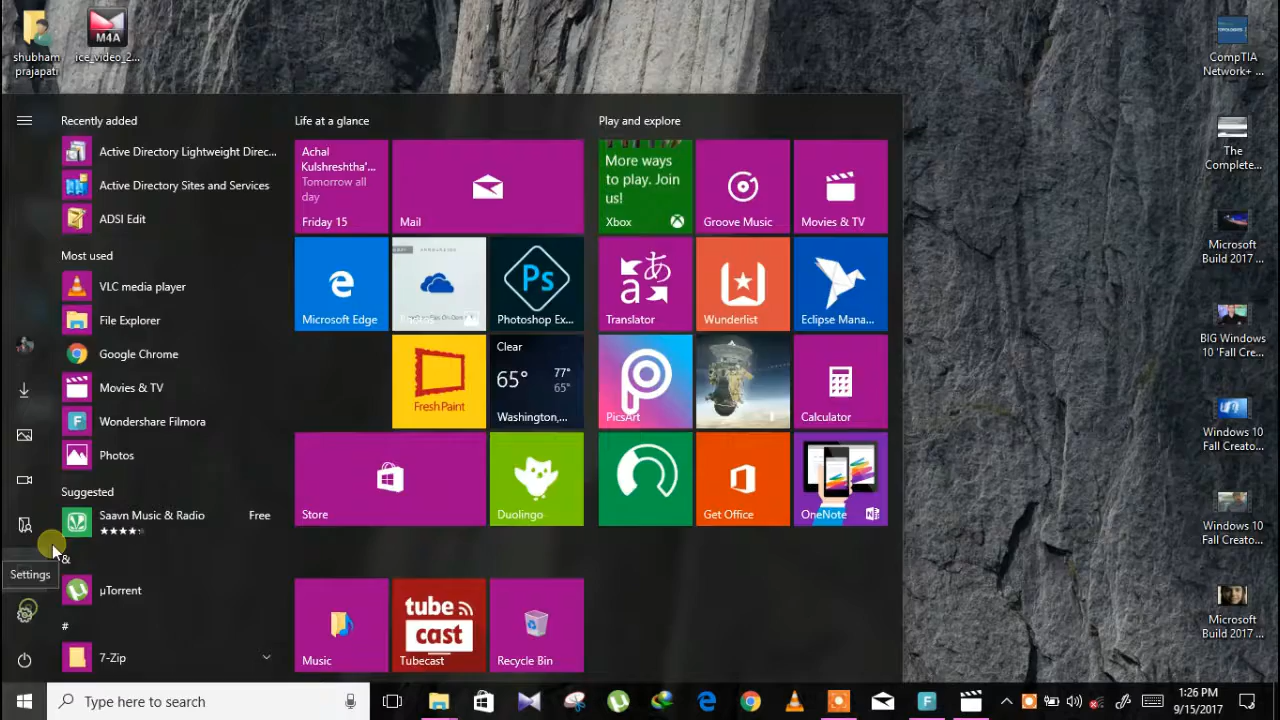 shubham
prajapati
M4A
ice_video_2...
CompTIA
Network+ ...
The
Complete...
Microsoft
Build 2017 ...
BIG Windows
10 'Fall Cre...
Windows 10
Fall Creato...
Windows 10
Fall Creato...
Microsoft
Build 2017 ...
Recently added
Active Directory Lightweight Direc...
Active Directory Sites and Services
ADSI Edit
Most used
VLC media player
File Explorer
Google Chrome
Movies & TV
Wondershare Filmora
Photos
Suggested
Saavn Music & Radio
Free
&
Settings
µTorrent
#
7-Zip
Life at a glance
Achal
Kulshreshtha'...
Tomorrow all
day
Friday 15
Mail
Microsoft Edge
Ps
Photoshop Ex...
Fresh Paint
Clear
65°
77°
65°
Washington,...
Store
Duolingo
Music
tube
cast
Tubecast
Recycle Bin
Play and explore
More ways
to play. Join
us!
Xbox
Groove Music
Movies & TV
あ
a
Translator
Wunderlist
Eclipse Mana...
PicsArt
Calculator
Get Office
OneNote
Type here to search
1:26 PM
9/15/2017